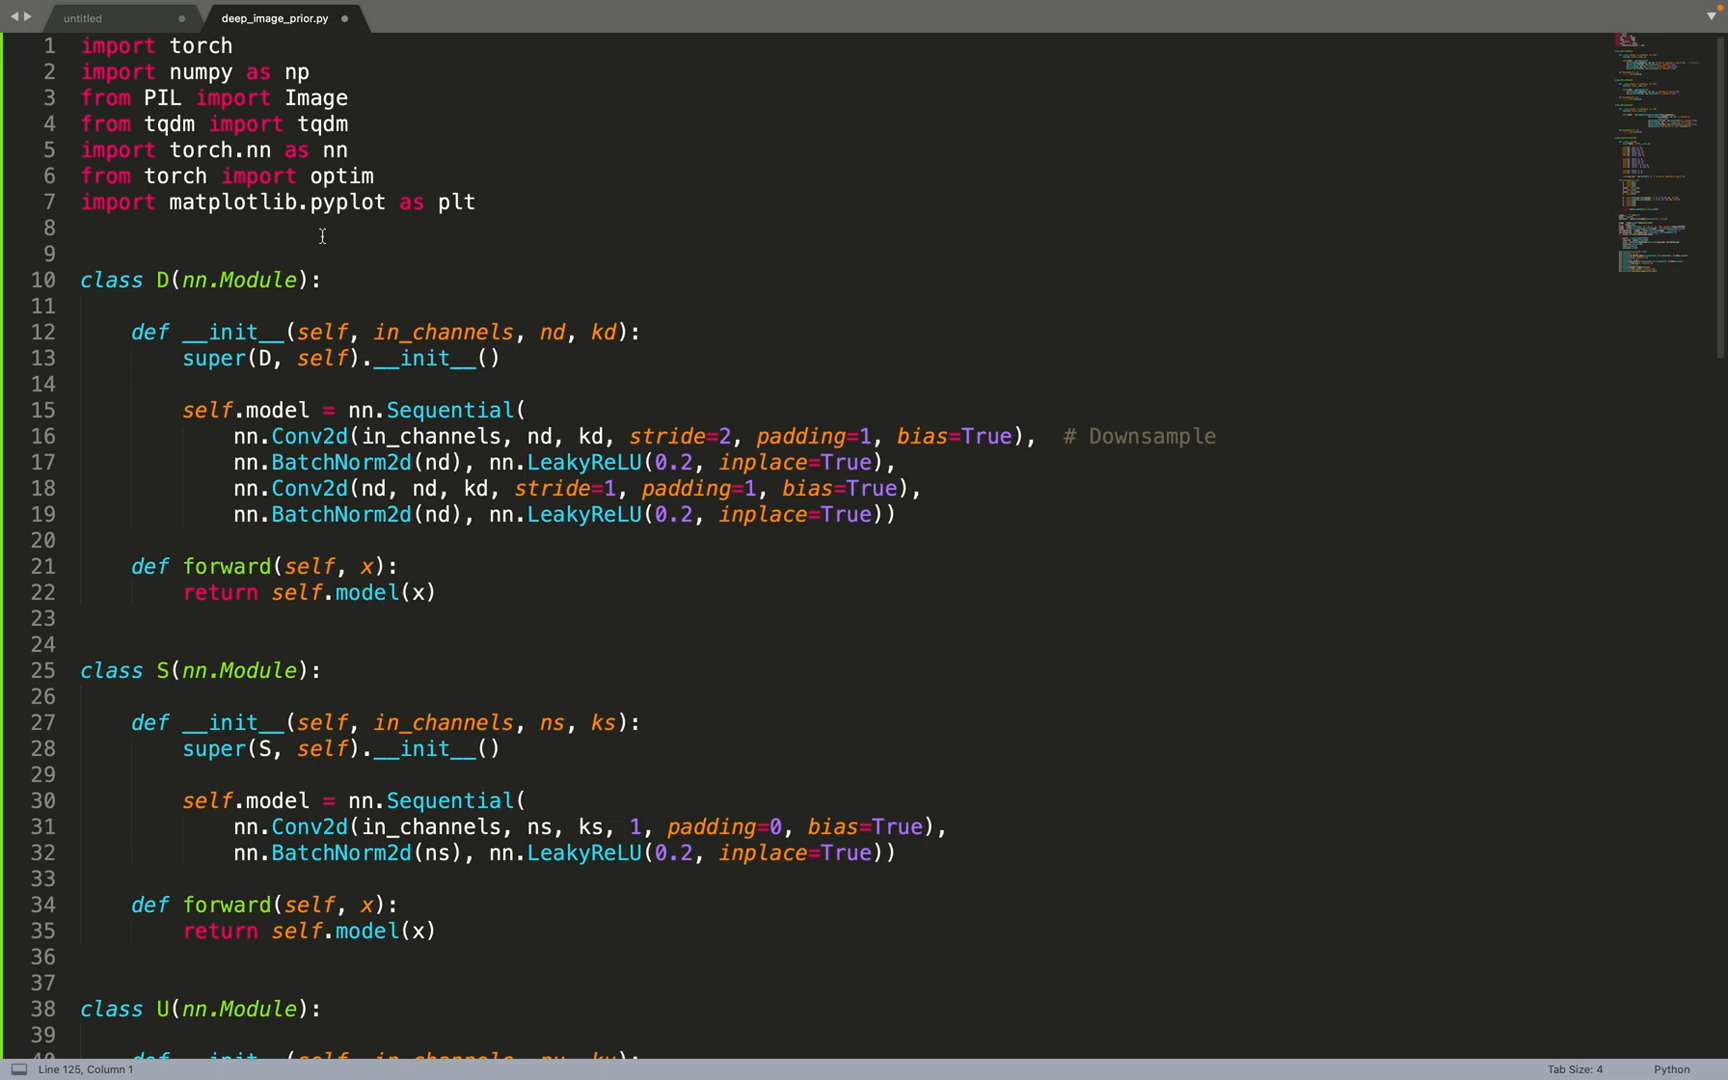 untitled
deep_image_prior.py
1 import torch
2 import numpy as np
3 from PIL import Image
4 from tqdm import tqdm
5 import torch.nn as nn
6 from torch import optim
7 import matplotlib.pyplot as plt
8
9
10 class D(nn.Module):
11
12     def __init__(self, in_channels, nd, kd):
13         super(D, self).__init__()
14
15         self.model = nn.Sequential(
16             nn.Conv2d(in_channels, nd, kd, stride=2, padding=1, bias=True),  # Downsample
17             nn.BatchNorm2d(nd), nn.LeakyReLU(0.2, inplace=True),
18             nn.Conv2d(nd, nd, kd, stride=1, padding=1, bias=True),
19             nn.BatchNorm2d(nd), nn.LeakyReLU(0.2, inplace=True))
20
21     def forward(self, x):
22         return self.model(x)
23
24
25 class S(nn.Module):
26
27     def __init__(self, in_channels, ns, ks):
28         super(S, self).__init__()
29
30         self.model = nn.Sequential(
31             nn.Conv2d(in_channels, ns, ks, 1, padding=0, bias=True),
32             nn.BatchNorm2d(ns), nn.LeakyReLU(0.2, inplace=True))
33
34     def forward(self, x):
35         return self.model(x)
36
37
38 class U(nn.Module):
39
40     def __init__(self, in_channels, nu, ku):
Line 125, Column 1
Tab Size: 4
Python